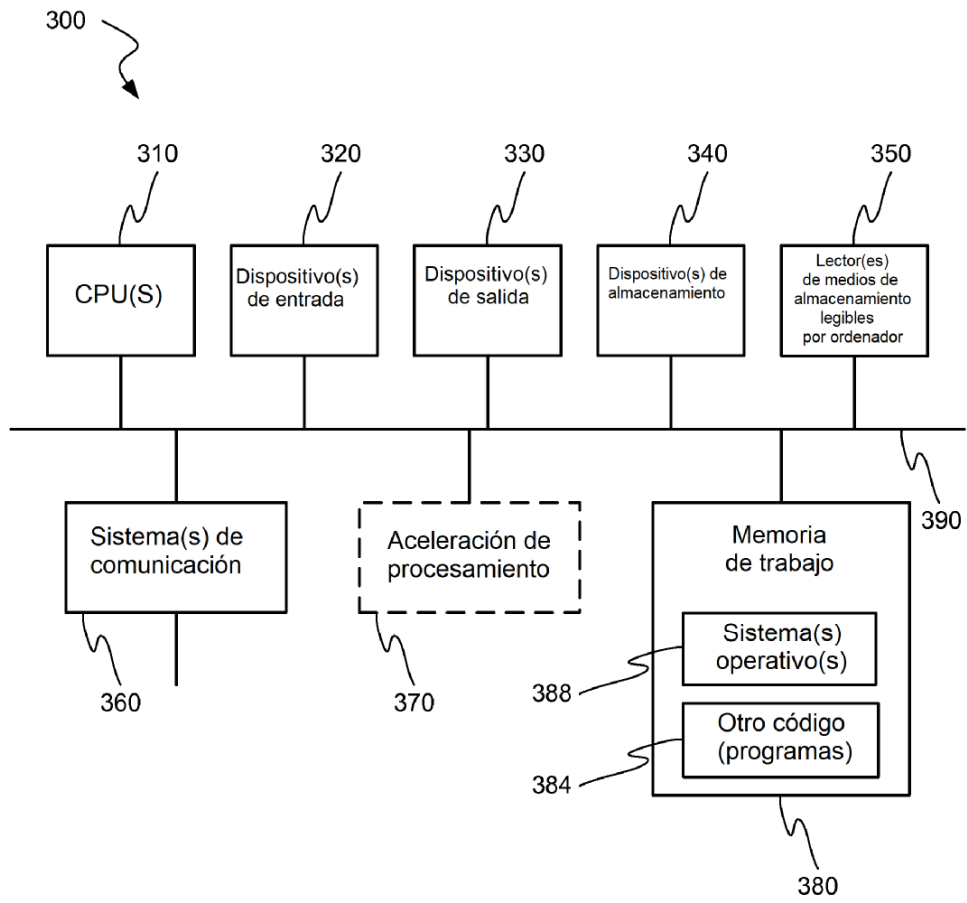 300
310
320
330
340
350
CPU(S)
Dispositivo(s)
de entrada
Dispositivo(s)
de salida
Dispositivo(s) de
almacenamiento
Lector(es)
de medios de
almacenamiento
legibles
por ordenador
390
Sistema(s) de
comunicación
Aceleración de
procesamiento
Memoria
de trabajo
Sistema(s)
operativo(s)
Otro código
(programas)
360
370
388
384
380